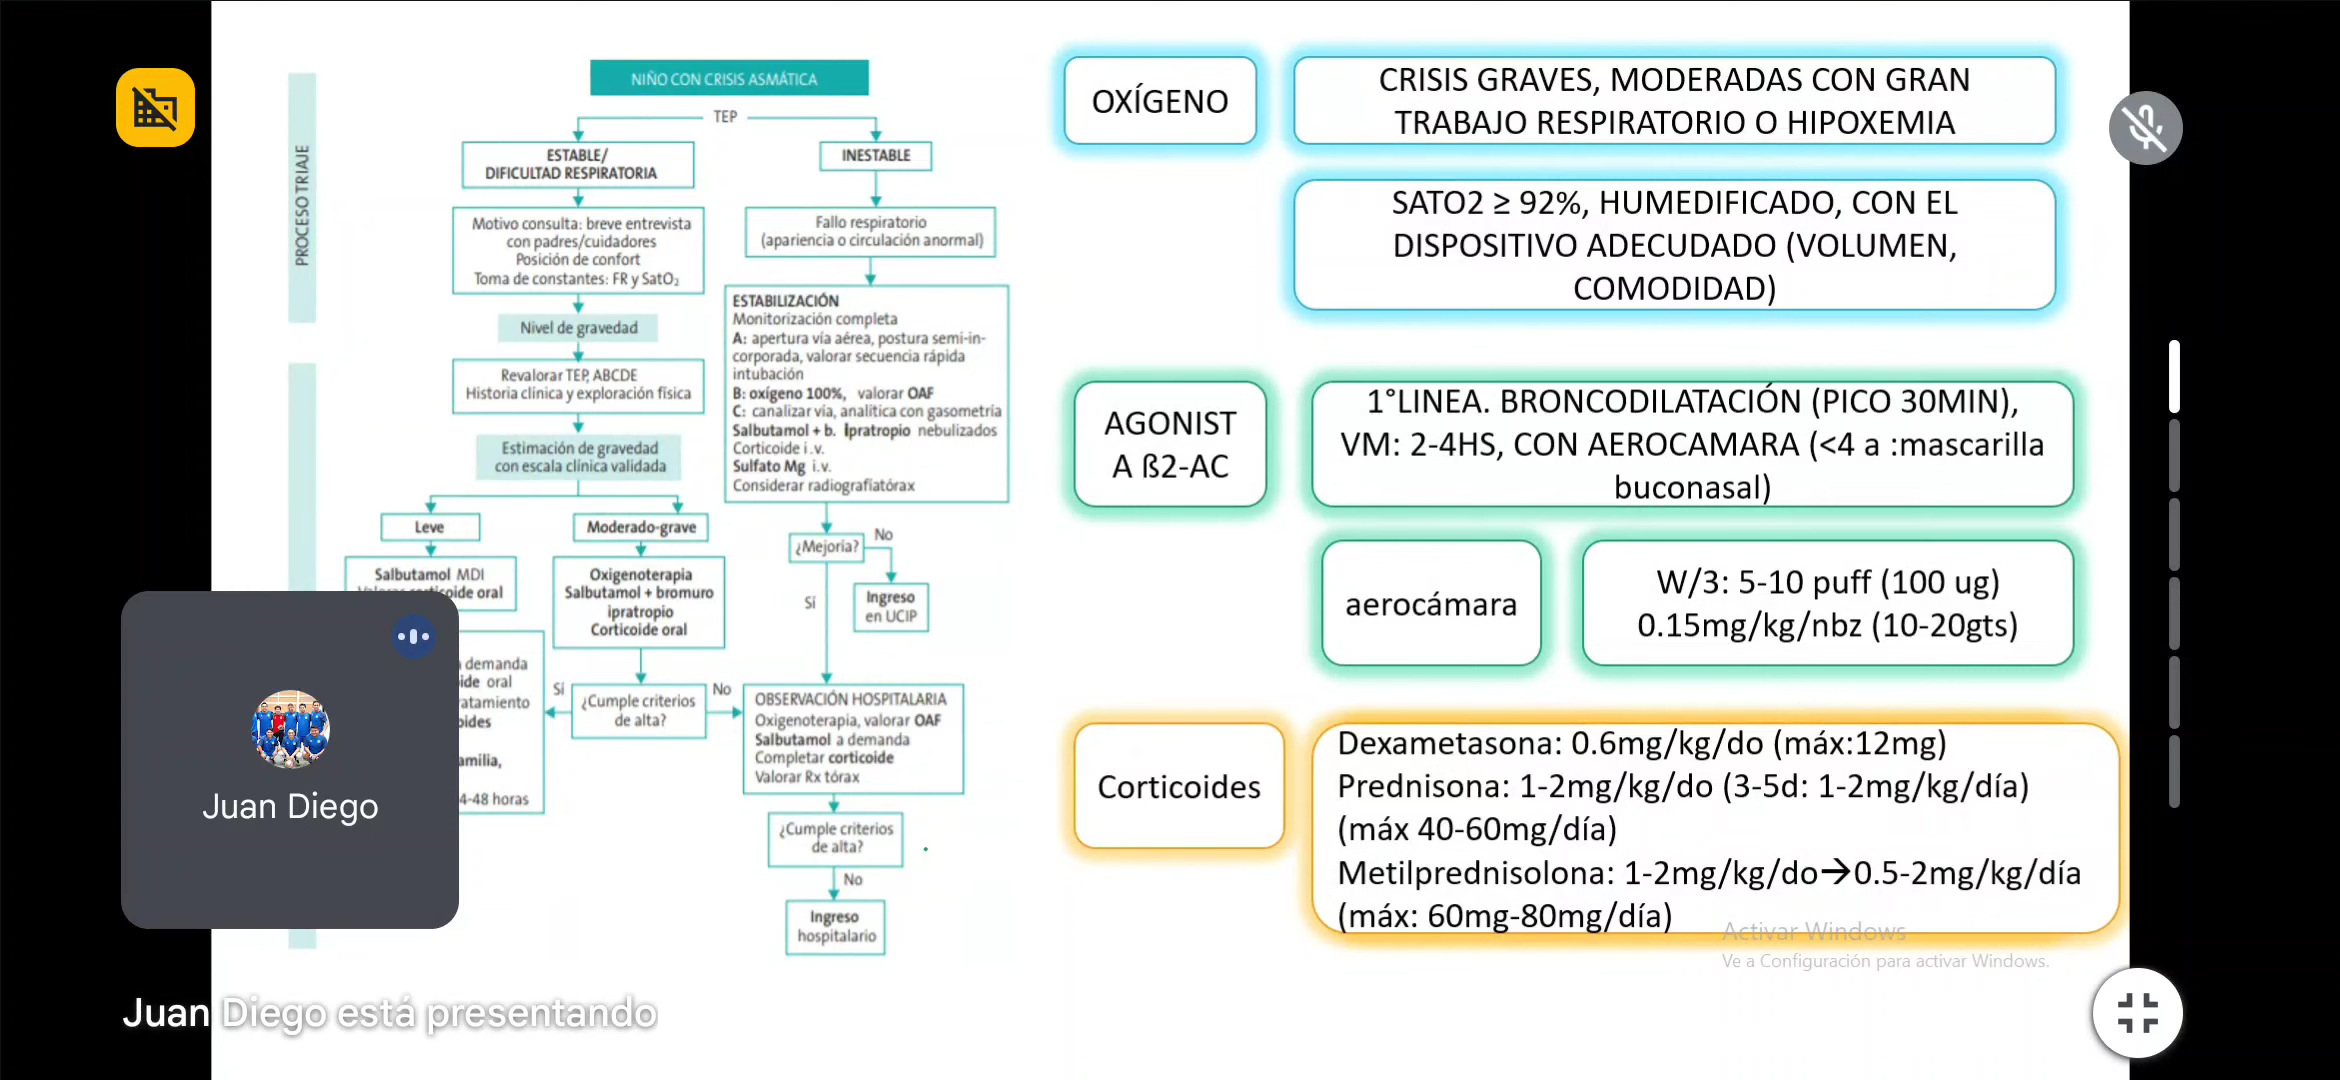 NIÑO CON CRISIS ASMÁTICA
PROCESO TRIAJE
TEP
ESTABLE/
DIFICULTAD RESPIRATORIA
INESTABLE
Motivo consulta: breve entrevista
con padres/cuidadores
Posición de confort
Toma de constantes: FR y SatO₂
Fallo respiratorio
(apariencia o circulación anormal)
Nivel de gravedad
Revalorar TEP, ABCDE
Historia clínica y exploración física
Estimación de gravedad
con escala clínica validada
ESTABILIZACIÓN
Monitorización completa
A: apertura vía aérea, postura semi-in-
corporada, valorar secuencia rápida
intubación
B: oxígeno 100%, valorar OAF
C: canalizar vía, analítica con gasometría
Salbutamol + b. ipratropio nebulizados
Corticoide i.v.
Sulfato Mg i.v.
Considerar radiografíatórax
Leve
Moderado-grave
¿Mejoría?
No
Sí
Ingreso
en UCIP
Salbutamol MDI
oide oral
Oxigenoterapia
Salbutamol + bromuro
ipratropio
Corticoide oral
demanda
ide oral
atamiento
oides
amilia,
4-48 horas
Sí
¿Cumple criterios
de alta?
No
OBSERVACIÓN HOSPITALARIA
Oxigenoterapia, valorar OAF
Salbutamol a demanda
Completar corticoide
Valorar Rx tórax
¿Cumple criterios
de alta?
No
Ingreso
hospitalario
OXÍGENO
CRISIS GRAVES, MODERADAS CON GRAN
TRABAJO RESPIRATORIO O HIPOXEMIA
SATO2 ≥ 92%, HUMEDIFICADO, CON EL
DISPOSITIVO ADECUDADO (VOLUMEN,
COMODIDAD)
AGONIST
A ß2-AC
1°LINEA. BRONCODILATACIÓN (PICO 30MIN),
VM: 2-4HS, CON AEROCAMARA (<4 a :mascarilla
buconasal)
aerocámara
W/3: 5-10 puff (100 ug)
0.15mg/kg/nbz (10-20gts)
Corticoides
Dexametasona: 0.6mg/kg/do (máx:12mg)
Prednisona: 1-2mg/kg/do (3-5d: 1-2mg/kg/día)
(máx 40-60mg/día)
Metilprednisolona: 1-2mg/kg/do→0.5-2mg/kg/día
(máx: 60mg-80mg/día)
Activar Windows
Ve a Configuración para activar Windows.
Juan Diego
Juan Diego está presentando